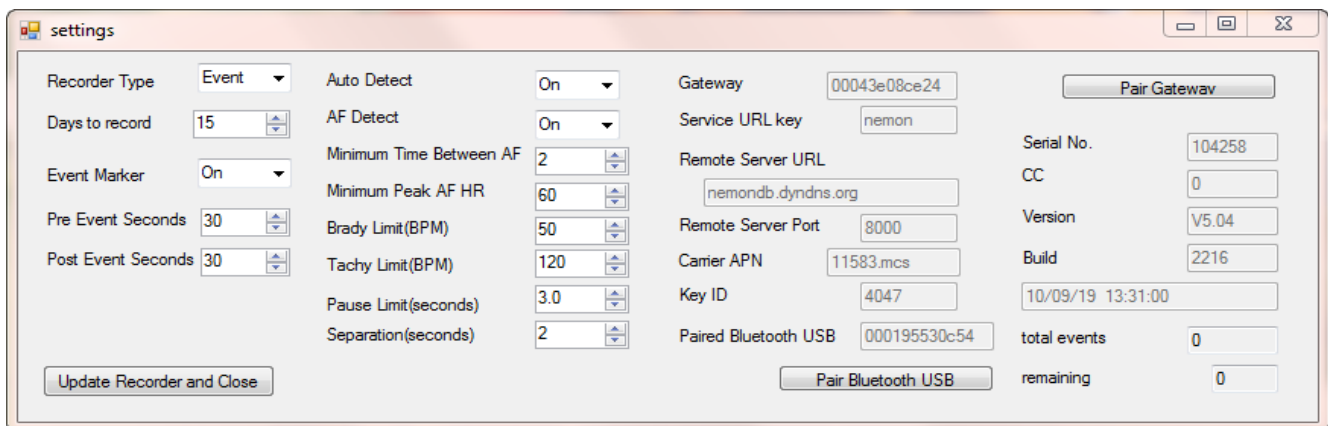 settings
Recorder Type Event
Days to record 15
Event Marker On
Pre Event Seconds 30
Post Event Seconds 30
Update Recorder and Close
Auto Detect On
AF Detect On
Minimum Time Between AF 2
Minimum Peak AF HR 60
Brady Limit(BPM) 50
Tachy Limit(BPM) 120
Pause Limit(seconds) 3.0
Separation(seconds) 2
Gateway 00043e08ce24
Service URL key nemon
Remote Server URL
nemondb.dyndns.org
Remote Server Port 8000
Carrier APN 11583.mcs
Key ID 4047
Paired Bluetooth USB 000195530c54
Pair Bluetooth USB
Pair Gateway
Serial No. 104258
CC 0
Version V5.04
Build 2216
10/09/19 13:31:00
total events 0
remaining 0